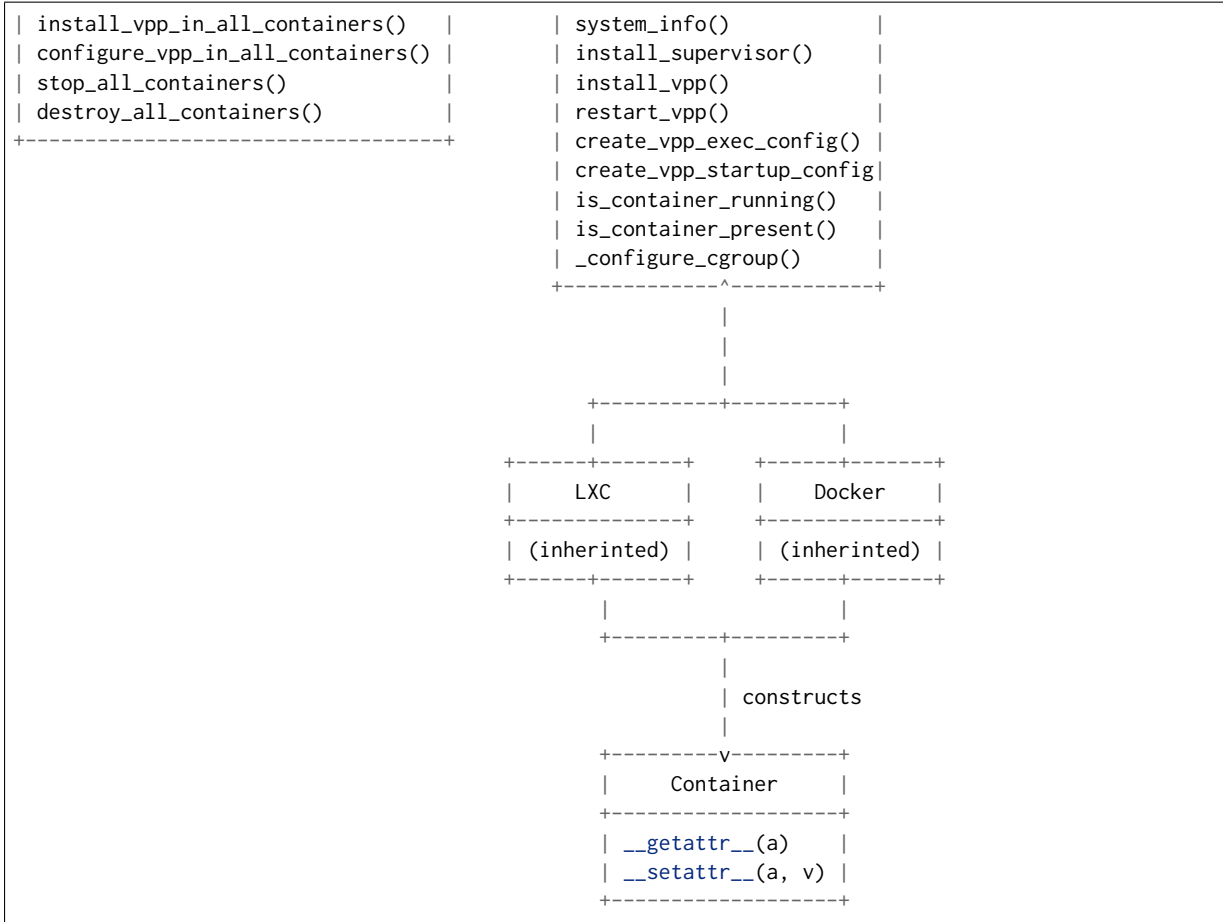 | install_vpp_in_all_containers()   |        | system_info()            |
| configure_vpp_in_all_containers() |        | install_supervisor()     |
| stop_all_containers()             |        | install_vpp()            |
| destroy_all_containers()          |        | restart_vpp()            |
+-----------------------------------+        | create_vpp_exec_config() |
                                             | create_vpp_startup_config|
                                             | is_container_running()   |
                                             | is_container_present()   |
                                             | _configure_cgroup()      |
                                             +-------------^------------+
                                                           |
                                                           |
                                                           |
                                                +----------+---------+
                                                |                    |
                                         +------+-------+     +------+-------+
                                         |     LXC      |     |    Docker    |
                                         +--------------+     +--------------+
                                         | (inherinted) |     | (inherinted) |
                                         +------+-------+     +------+-------+
                                                 |                   |
                                                 +---------+---------+
                                                           |
                                                           | constructs
                                                           |
                                                 +---------v---------+
                                                 |     Container     |
                                                 +-------------------+
                                                 | __getattr__(a)    |
                                                 | __setattr__(a, v) |
                                                 +-------------------+